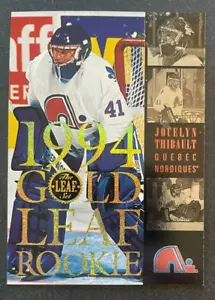 41
1994
GOLD
The
LEAF
Set
LEAF
ROOKIE
JOCELYN
THIBAULT
QUEBEC
NORDIQUES